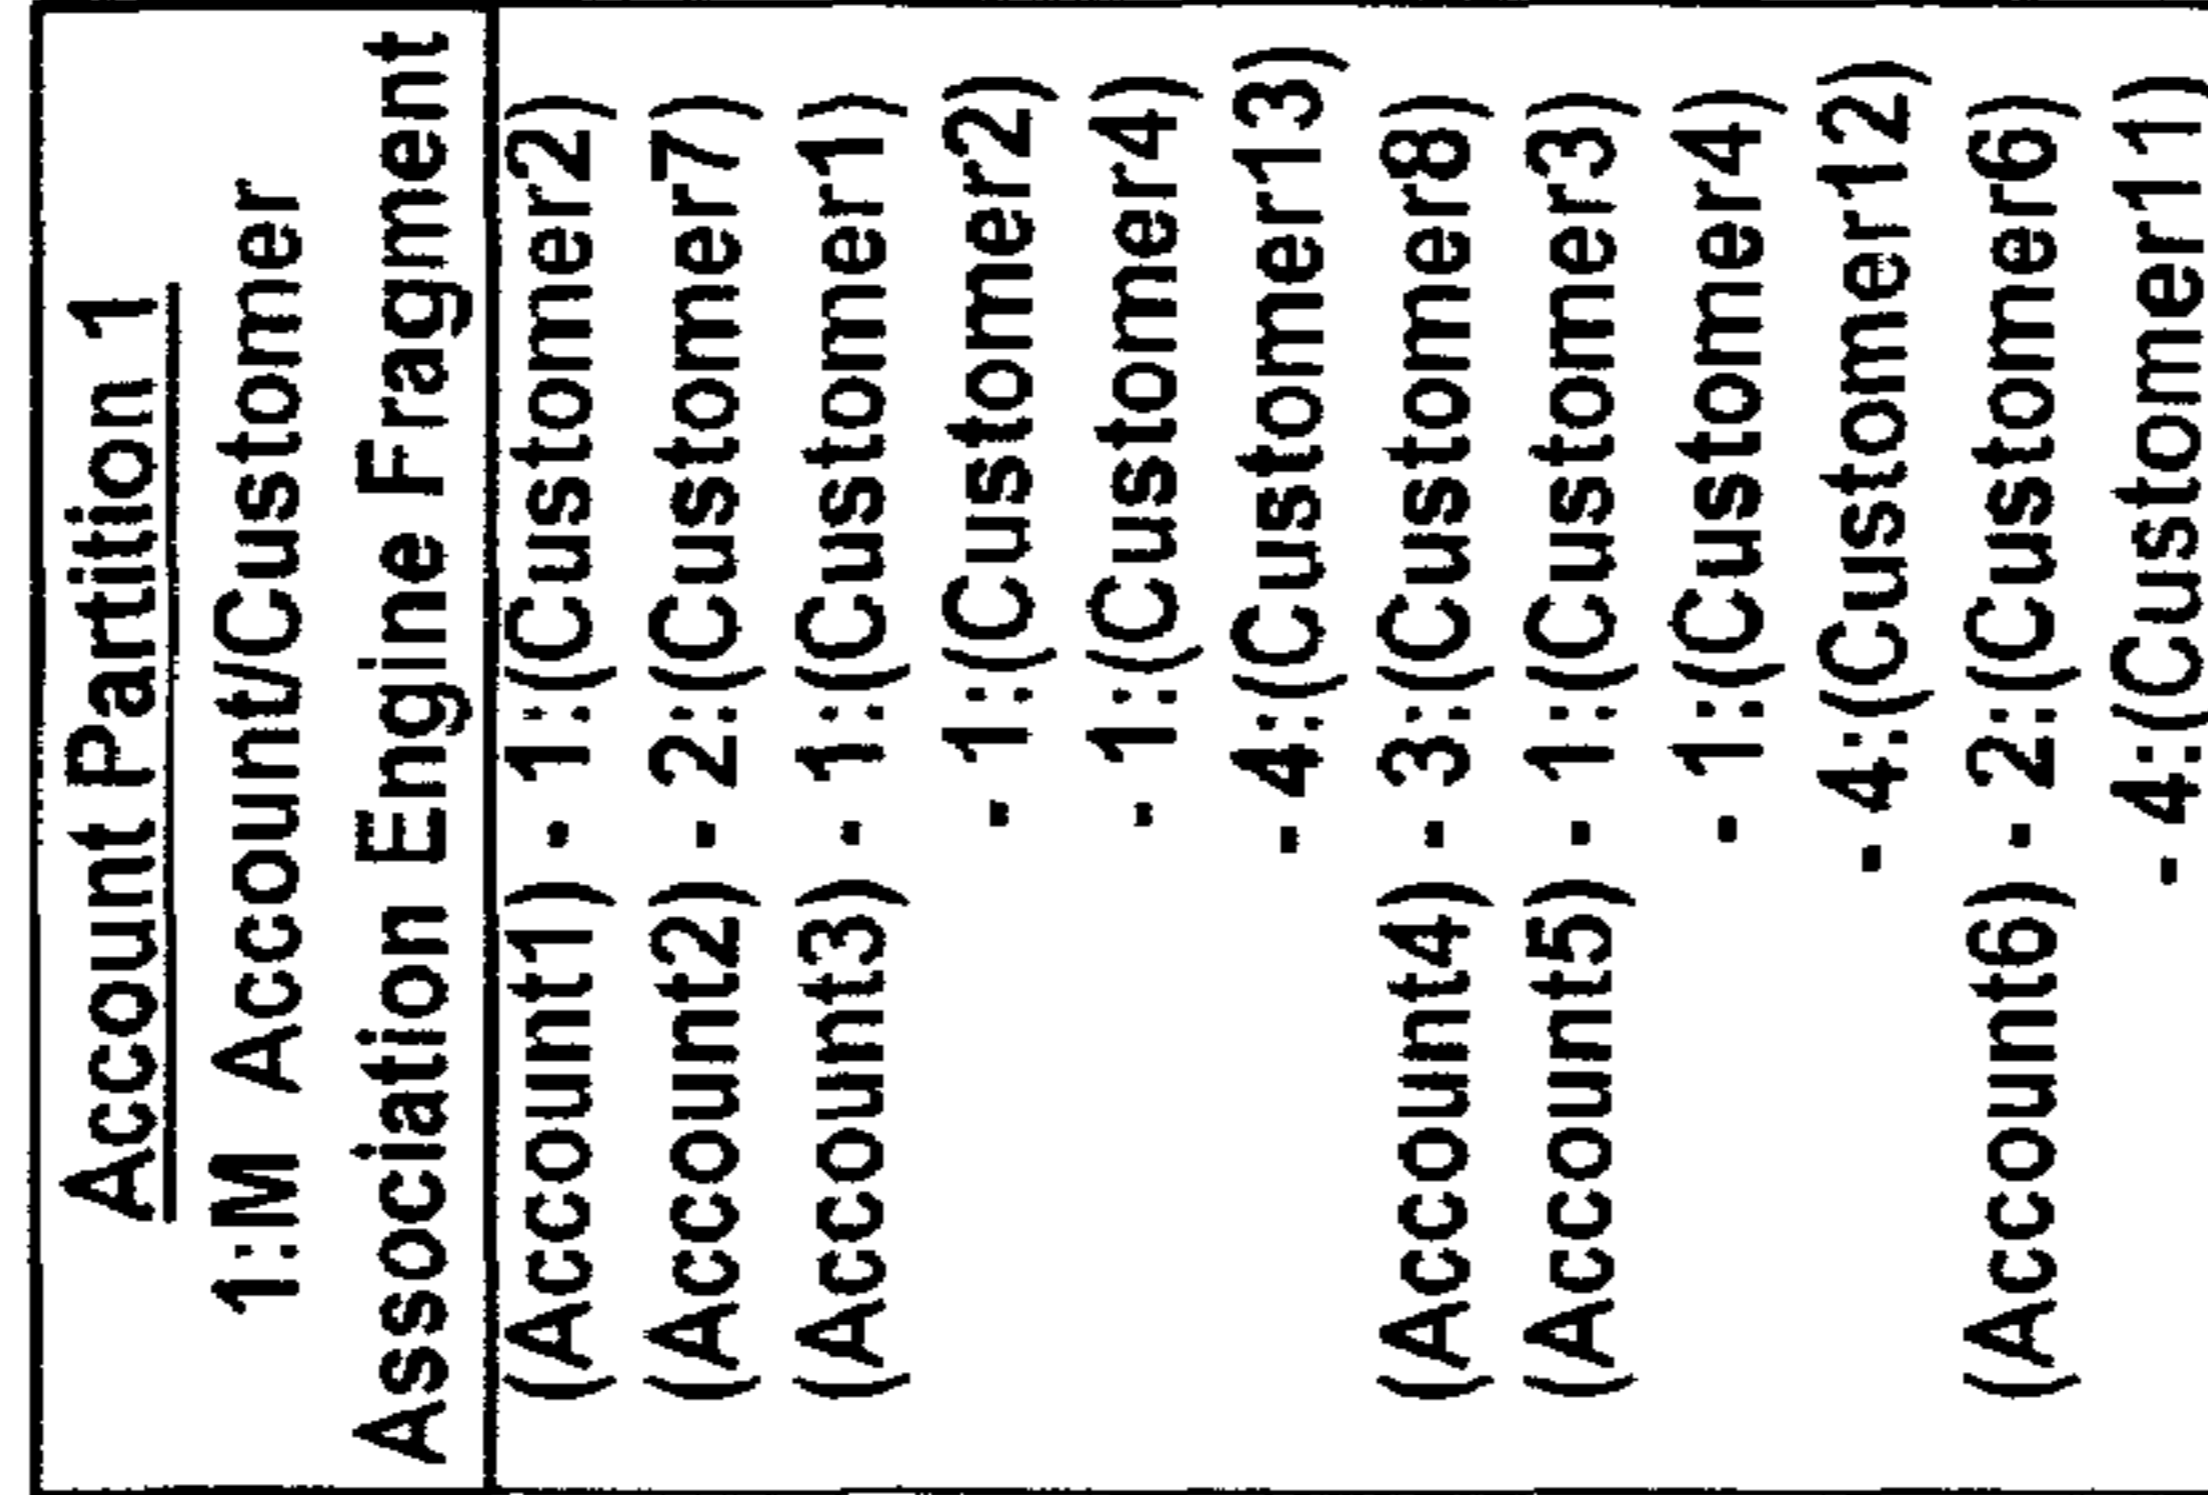 Account Partition 1
1:M Account/Customer
Association Engine Fragment
(Account1) - 1:(Customer2)
(Account2) - 2:(Customer7)
(Account3) - 1:(Customer1)
- 1:(Customer2)
- 1:(Customer4)
- 4:(Customer13)
(Account4) - 3:(Customer8)
(Account5) - 1:(Customer3)
- 1:(Customer4)
- 4:(Customer12)
(Account6) - 2:(Customer6)
- 4:(Customer11)